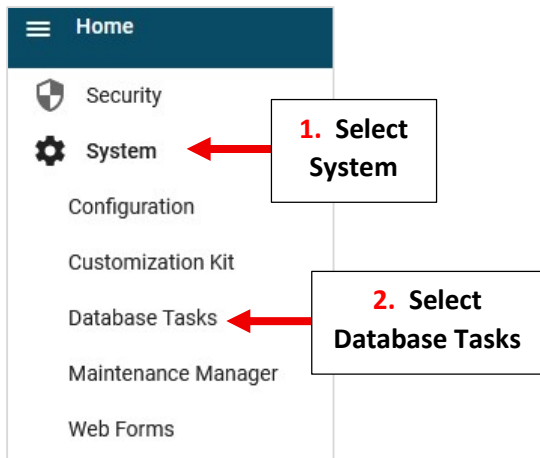 Home
Security
1. Select
System
System
Configuration
Customization Kit
2. Select
Database Tasks
Database Tasks
Maintenance Manager
Web Forms